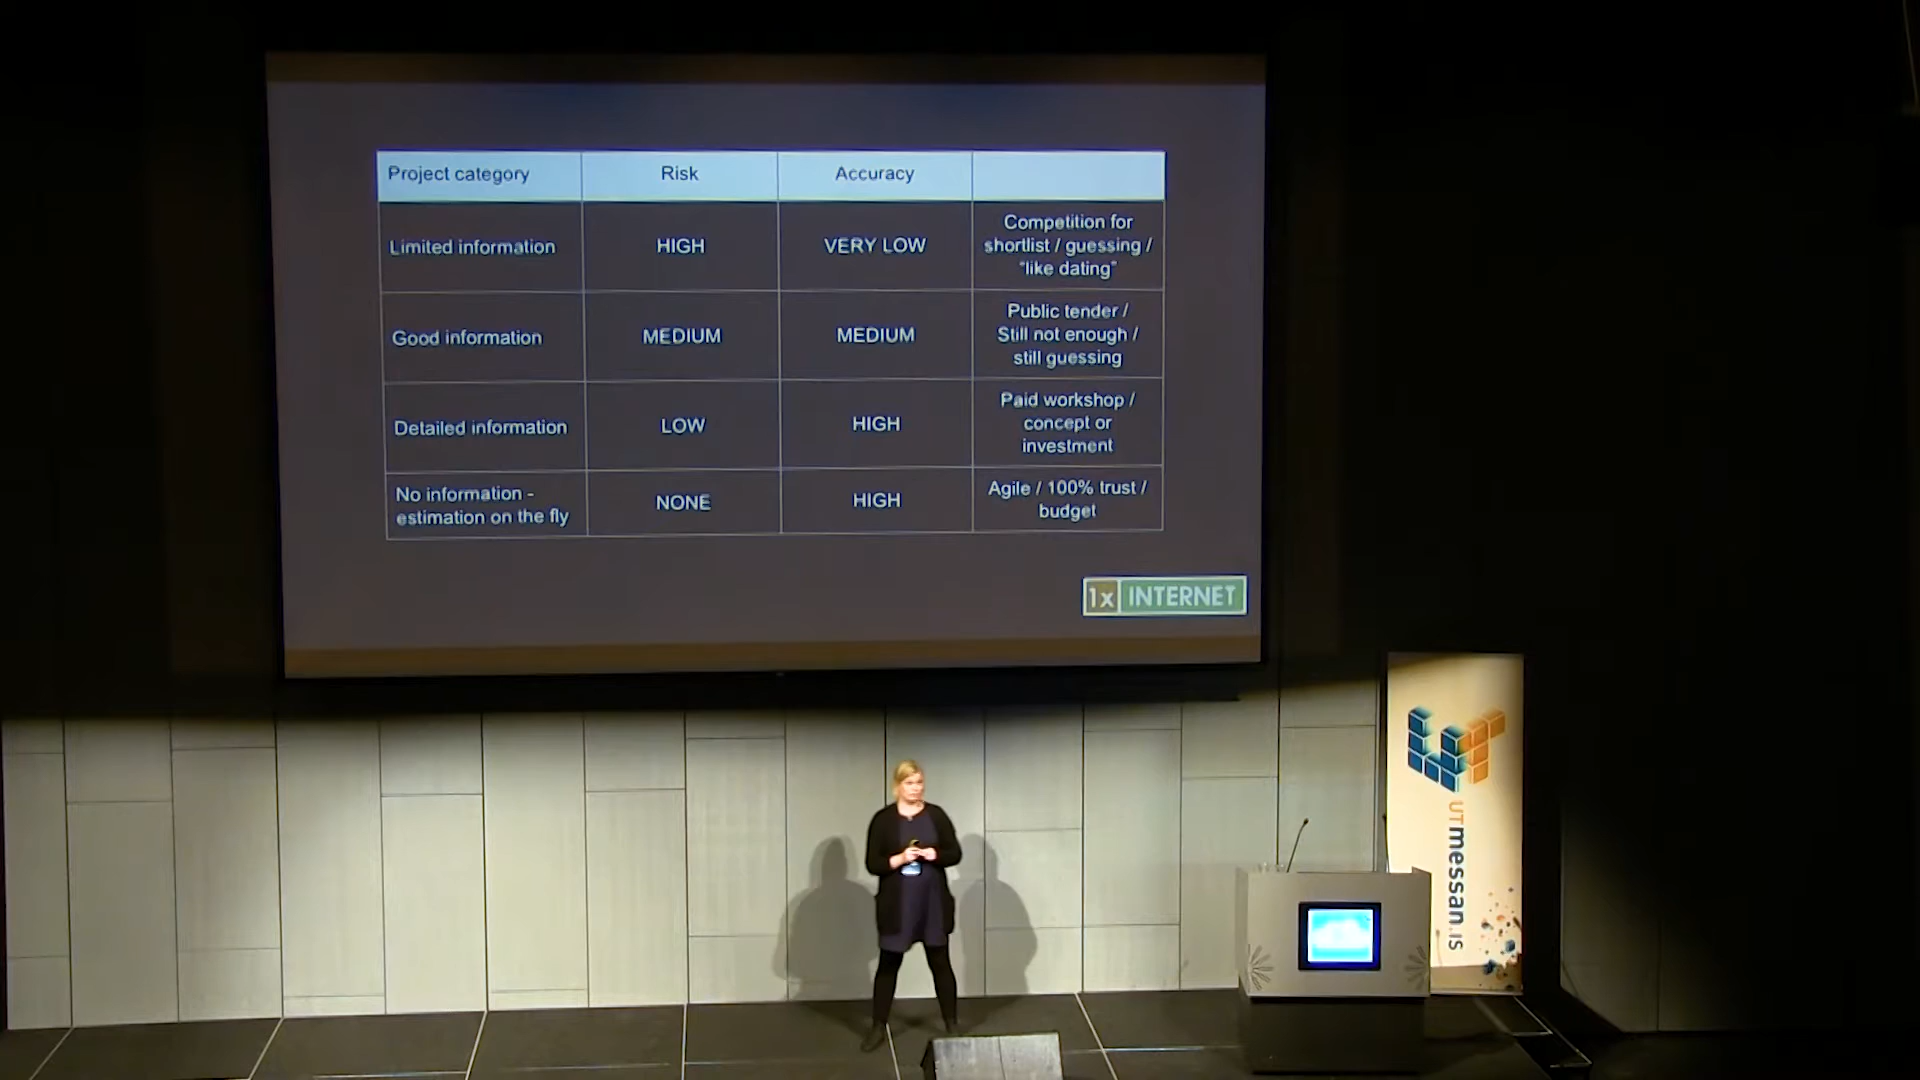 Project category
Risk
Accuracy
Limited information
HIGH
VERY LOW
Competition for
shortlist / guessing /
"like dating"
Good information
MEDIUM
MEDIUM
Public tender /
Still not enough /
still guessing
Detailed information
LOW
HIGH
Paid workshop /
concept or
investment
No information -
estimation on the fly
NONE
HIGH
Agile / 100% trust /
budget
1x INTERNET
UT
UTmessan.IS